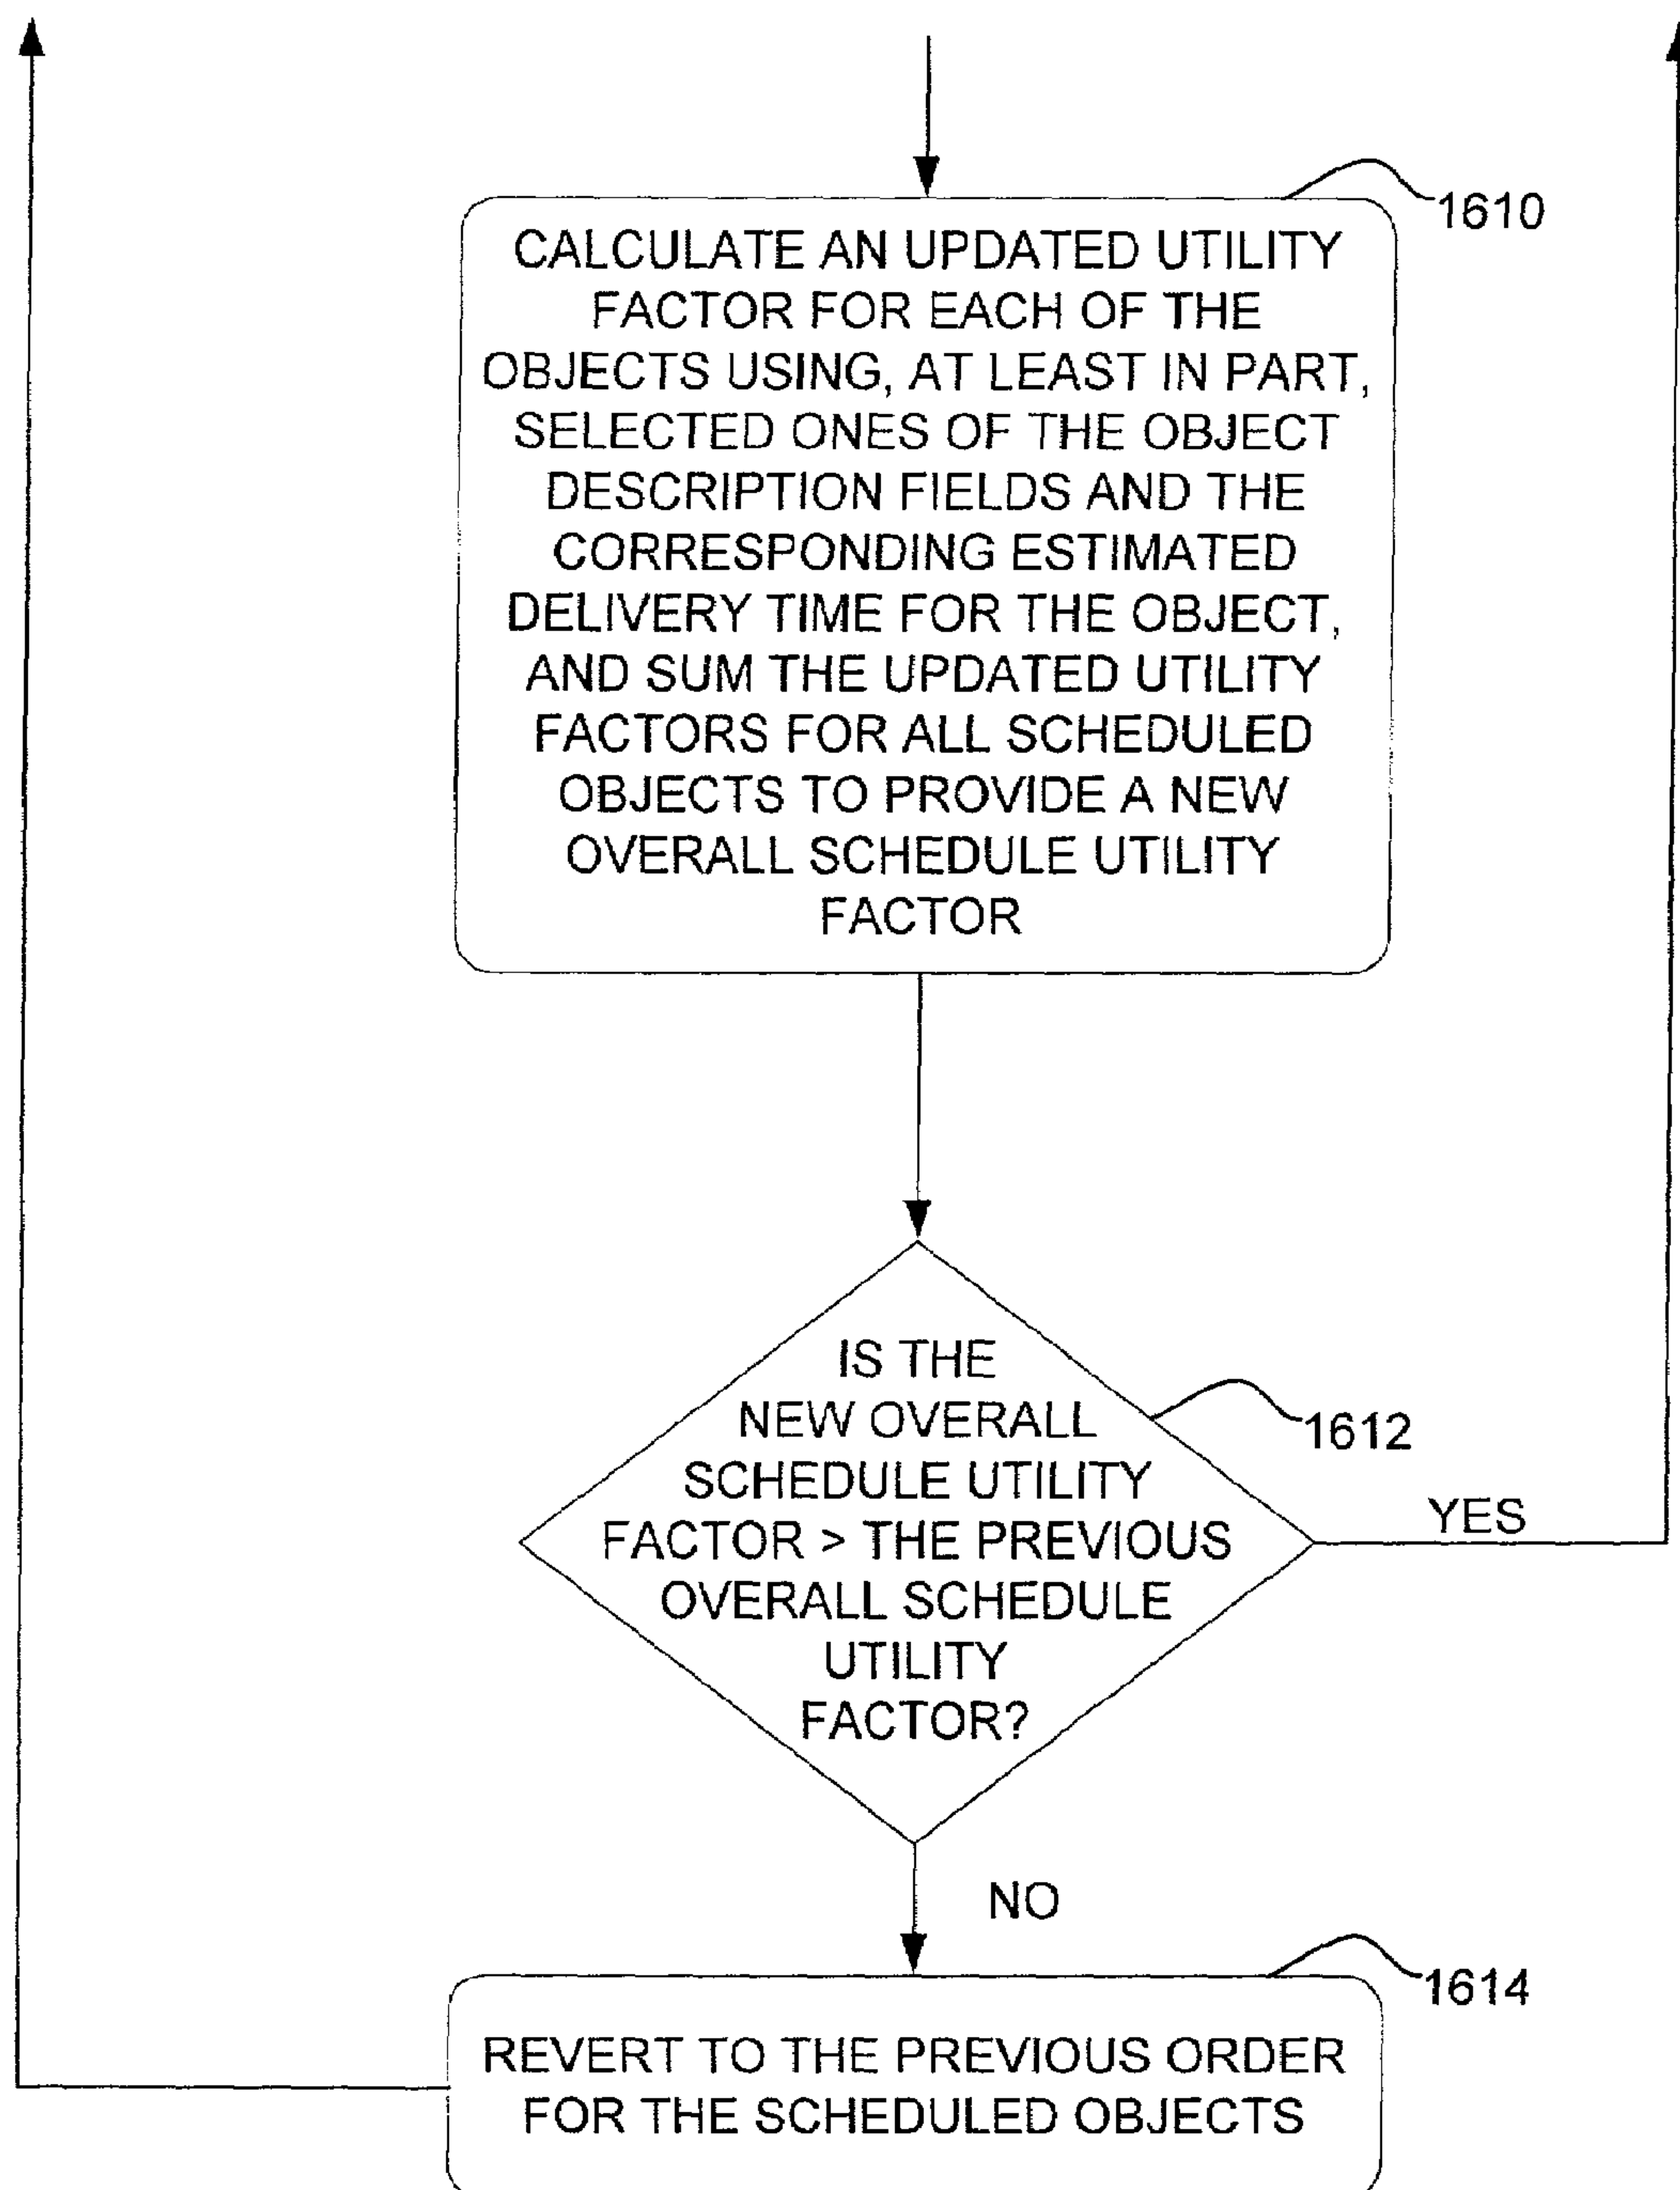 1610
CALCULATE AN UPDATED UTILITY
FACTOR FOR EACH OF THE
OBJECTS USING, AT LEAST IN PART,
SELECTED ONES OF THE OBJECT
DESCRIPTION FIELDS AND THE
CORRESPONDING ESTIMATED
DELIVERY TIME FOR THE OBJECT,
AND SUM THE UPDATED UTILITY
FACTORS FOR ALL SCHEDULED
OBJECTS TO PROVIDE A NEW
OVERALL SCHEDULE UTILITY
FACTOR
IS THE
NEW OVERALL
1612
SCHEDULE UTILITY
FACTOR > THE PREVIOUS
YES
OVERALL SCHEDULE
UTILITY
FACTOR?
NO
1614
REVERT TO THE PREVIOUS ORDER
FOR THE SCHEDULED OBJECTS